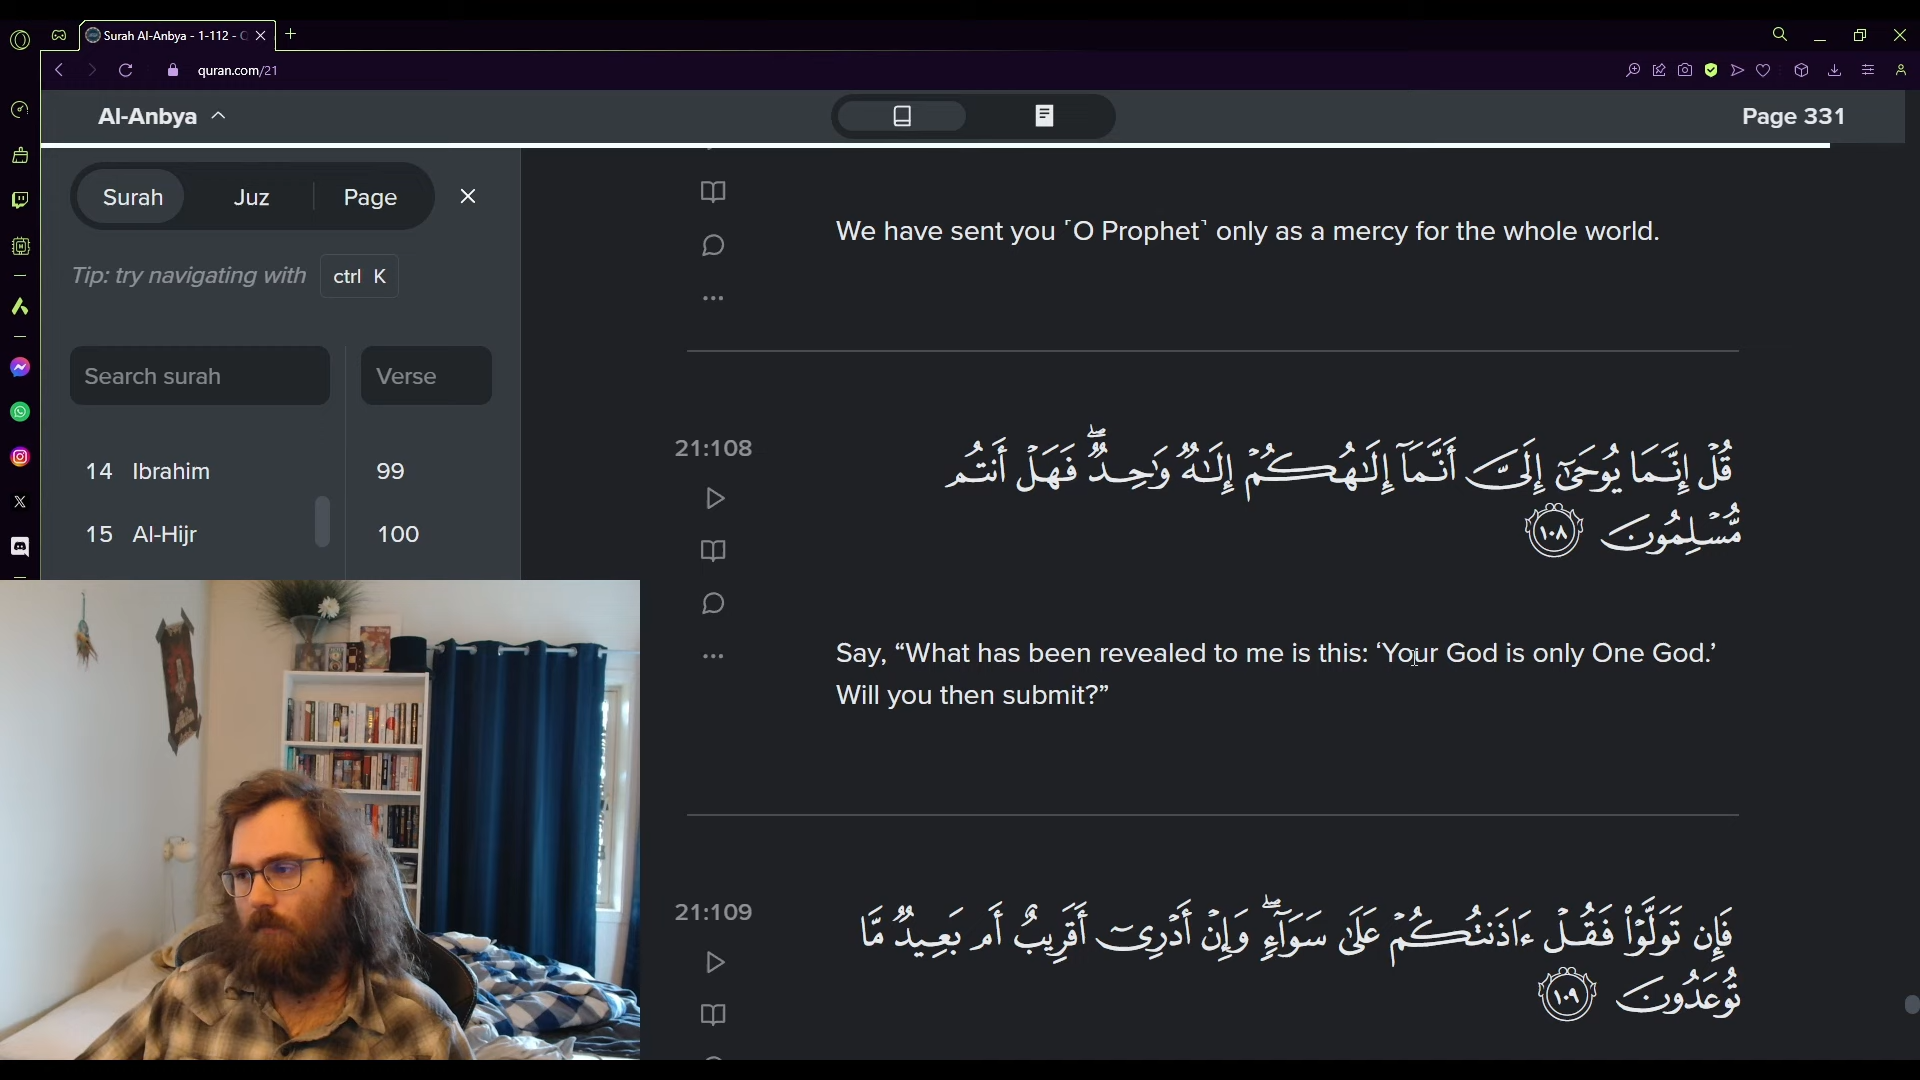 Surah Al-Anbya - 1-112 -
quran.com/21
Al-Anbya
Page 331
Surah
Juz
Page
Tip: try navigating with ctrl K
Search surah
Verse
14 Ibrahim
99
15 Al-Hijr
100
We have sent you ˹O Prophet˺ only as a mercy for the whole world.
21:108
قُلْ إِنَّمَا يُوحَىٰٓ إِلَىَّ أَنَّمَآ إِلَـٰهُكُمْ إِلَـٰهٌۭ وَٰحِدٌۭ ۖ فَهَلْ أَنتُم
مُّسْلِمُونَ ١٠٨
Say, “What has been revealed to me is this: ‘Your God is only One God.’
Will you then submit?”
21:109
فَإِن تَوَلَّوْا۟ فَقُلْ ءَاذَنتُكُمْ عَلَىٰ سَوَآءٍۢ ۖ وَإِنْ أَدْرِىٓ أَقَرِيبٌ أَم بَعِيدٌۭ مَّا
تُوعَدُونَ ١٠٩